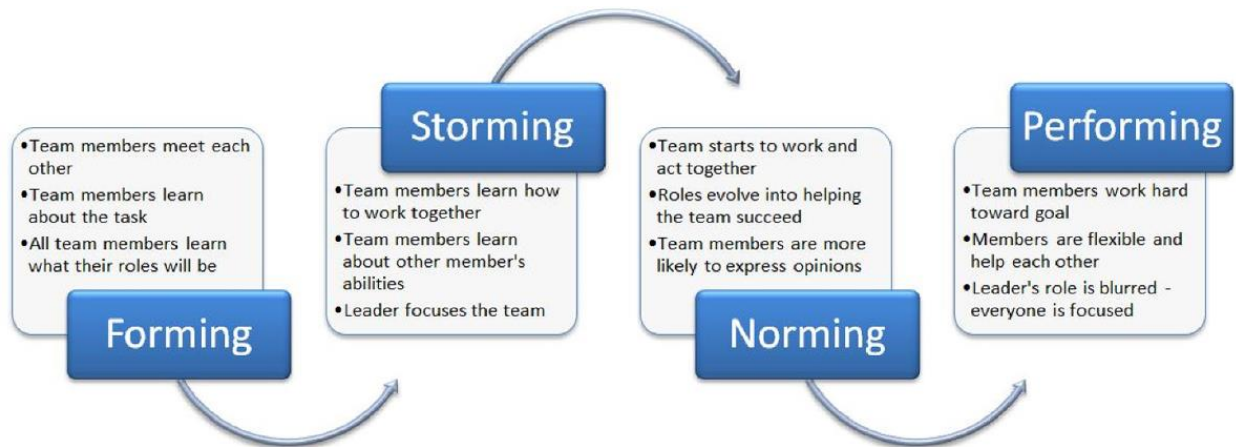 Forming
•Team members meet each
other
•Team members learn
about the task
•All team members learn
what their roles will be
Storming
•Team members learn how
to work together
•Team members learn
about other member's
abilities
•Leader focuses the team
Norming
•Team starts to work and
act together
•Roles evolve into helping
the team succeed
•Team members are more
likely to express opinions
Performing
•Team members work hard
toward goal
•Members are flexible and
help each other
•Leader's role is blurred -
everyone is focused